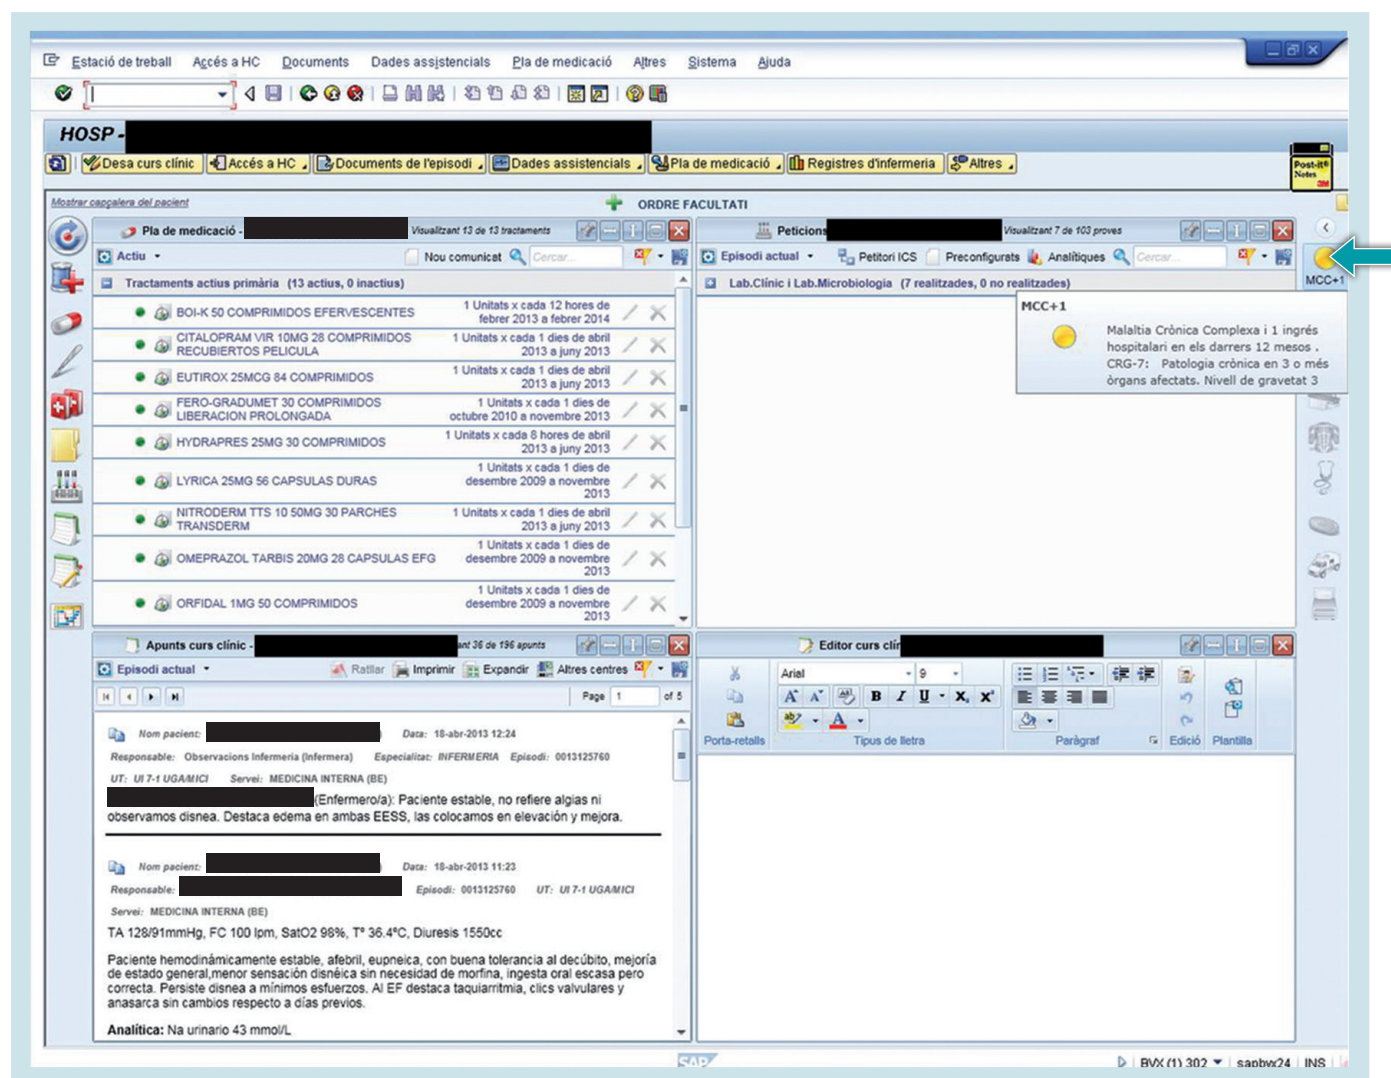 Estació de treball Accés a HC Documents Dades assistencials Pla de medicació Altres Sistema Ajuda
HOSP -
Desa curs clínic Accés a HC Documents de l'episodi Dades assistencials Pla de medicació Registres d'infermeria Altres
Post-it®
Notes
3M
Mostrar capçalera del pacient
ORDRE FACULTATI
Pla de medicació - Visualitzant 13 de 13 tractaments
Actiu Nou comunicat Cercar...
Tractaments actius primària (13 actius, 0 inactius)
BOI-K 50 COMPRIMIDOS EFERVESCENTES 1 Unitats x cada 12 hores de
febrer 2013 a febrer 2014
CITALOPRAM VIR 10MG 28 COMPRIMIDOS 1 Unitats x cada 1 dies de abril
RECUBIERTOS PELICULA 2013 a juny 2013
EUTIROX 25MCG 84 COMPRIMIDOS 1 Unitats x cada 1 dies de abril
2013 a juny 2013
FERO-GRADUMET 30 COMPRIMIDOS 1 Unitats x cada 1 dies de
LIBERACION PROLONGADA octubre 2010 a novembre 2013
HYDRAPRES 25MG 30 COMPRIMIDOS 1 Unitats x cada 8 hores de abril
2013 a juny 2013
LYRICA 25MG 56 CAPSULAS DURAS 1 Unitats x cada 1 dies de
desembre 2009 a novembre
2013
NITRODERM TTS 10 50MG 30 PARCHES 1 Unitats x cada 1 dies de abril
TRANSDERM 2013 a juny 2013
OMEPRAZOL TARBIS 20MG 28 CAPSULAS EFG 1 Unitats x cada 1 dies de
desembre 2009 a novembre
2013
ORFIDAL 1MG 50 COMPRIMIDOS 1 Unitats x cada 1 dies de
desembre 2009 a novembre
2013
Peticions Visualitzant 7 de 103 proves
Episodi actual Petitori ICS Preconfigurats Analítiques Cercar...
Lab.Clínic i Lab.Microbiologia (7 realitzades, 0 no realitzades)
MCC+1
MCC+1
Malaltia Crònica Complexa i 1 ingrés
hospitalari en els darrers 12 mesos .
CRG-7: Patologia crònica en 3 o més
òrgans afectats. Nivell de gravetat 3
Apunts curs clínic - ant 36 de 196 apunts
Episodi actual Ratllar Imprimir Expandir Altres centres
Page 1 of 5
Nom pacient: Data: 18-abr-2013 12:24
Responsable: Observacions Infermeria (Infermera) Especialitat: INFERMERIA Episodi: 0013125760
UT: UI 7-1 UGA/MICI Servei: MEDICINA INTERNA (BE)
(Enfermero/a): Paciente estable, no refiere algias ni
observamos disnea. Destaca edema en ambas EESS, las colocamos en elevación y mejora.
Nom pacient: Data: 18-abr-2013 11:23
Responsable: Episodi: 0013125760 UT: UI 7-1 UGA/MICI
Servei: MEDICINA INTERNA (BE)
TA 128/91mmHg, FC 100 lpm, SatO2 98%, Tº 36.4ºC, Diuresis 1550cc
Paciente hemodinámicamente estable, afebril, eupneica, con buena tolerancia al decúbito, mejoría
de estado general,menor sensación disnéica sin necesidad de morfina, ingesta oral escasa pero
correcta. Persiste disnea a mínimos esfuerzos. Al EF destaca taquiarritmia, clics valvulares y
anasarca sin cambios respecto a días previos.
Analítica: Na urinario 43 mmol/L
Editor curs clín
Arial 9
A A ABC B I U X, X'
ab A
Porta-retalls Tipus de lletra Paràgraf Edició Plantilla
SAP
BVX (1) 302 sapbvx24 INS